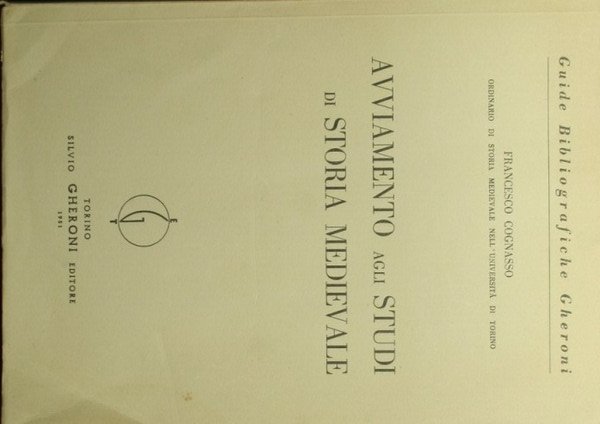 Guide Bibliografiche Gheroni
FRANCESCO COGNASSO
ORDINARIO DI STORIA MEDIEVALE NELL'UNIVERSITÀ DI TORINO
AVVIAMENTO AGLI STUDI
DI STORIA MEDIEVALE
E
G
T
TORINO
SILVIO GHERONI EDITORE
1951